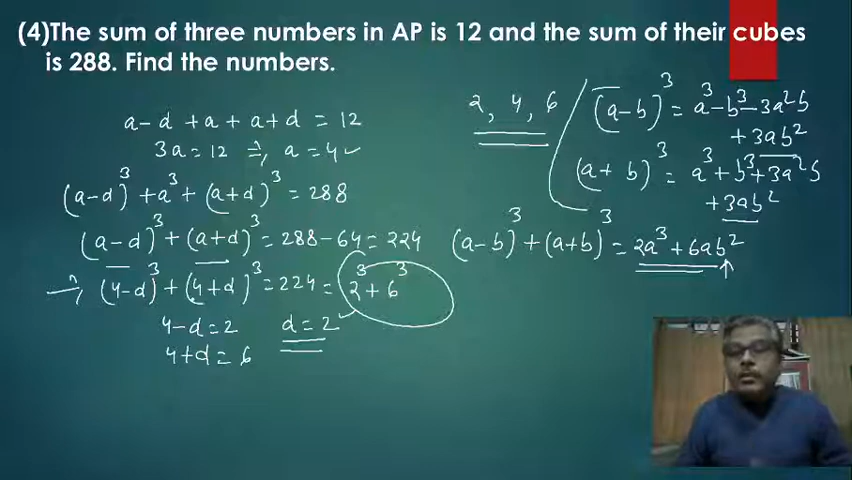 (4)The sum of three numbers in AP is 12 and the sum of their cubes
is 288. Find the numbers.
a-d +a + a+d = 12
3a = 12 ⇒, a = 4 ✓
(a-d)³ + a³ + (a+d)³ = 288
(a-d)³ + (a+d)³ = 288-64 = 224
(4-d)³ + (4+d)³ = 224 = 2³ + 6³
4-d = 2 d = 2 ✓
4+d = 6
2, 4, 6
(a-b)³ = a³-b³-3a²b
+3ab²
(a+b)³ = a³+b³+3a²b
+3ab²
(a-b)³ + (a+b)³ = 2a³ + 6ab²